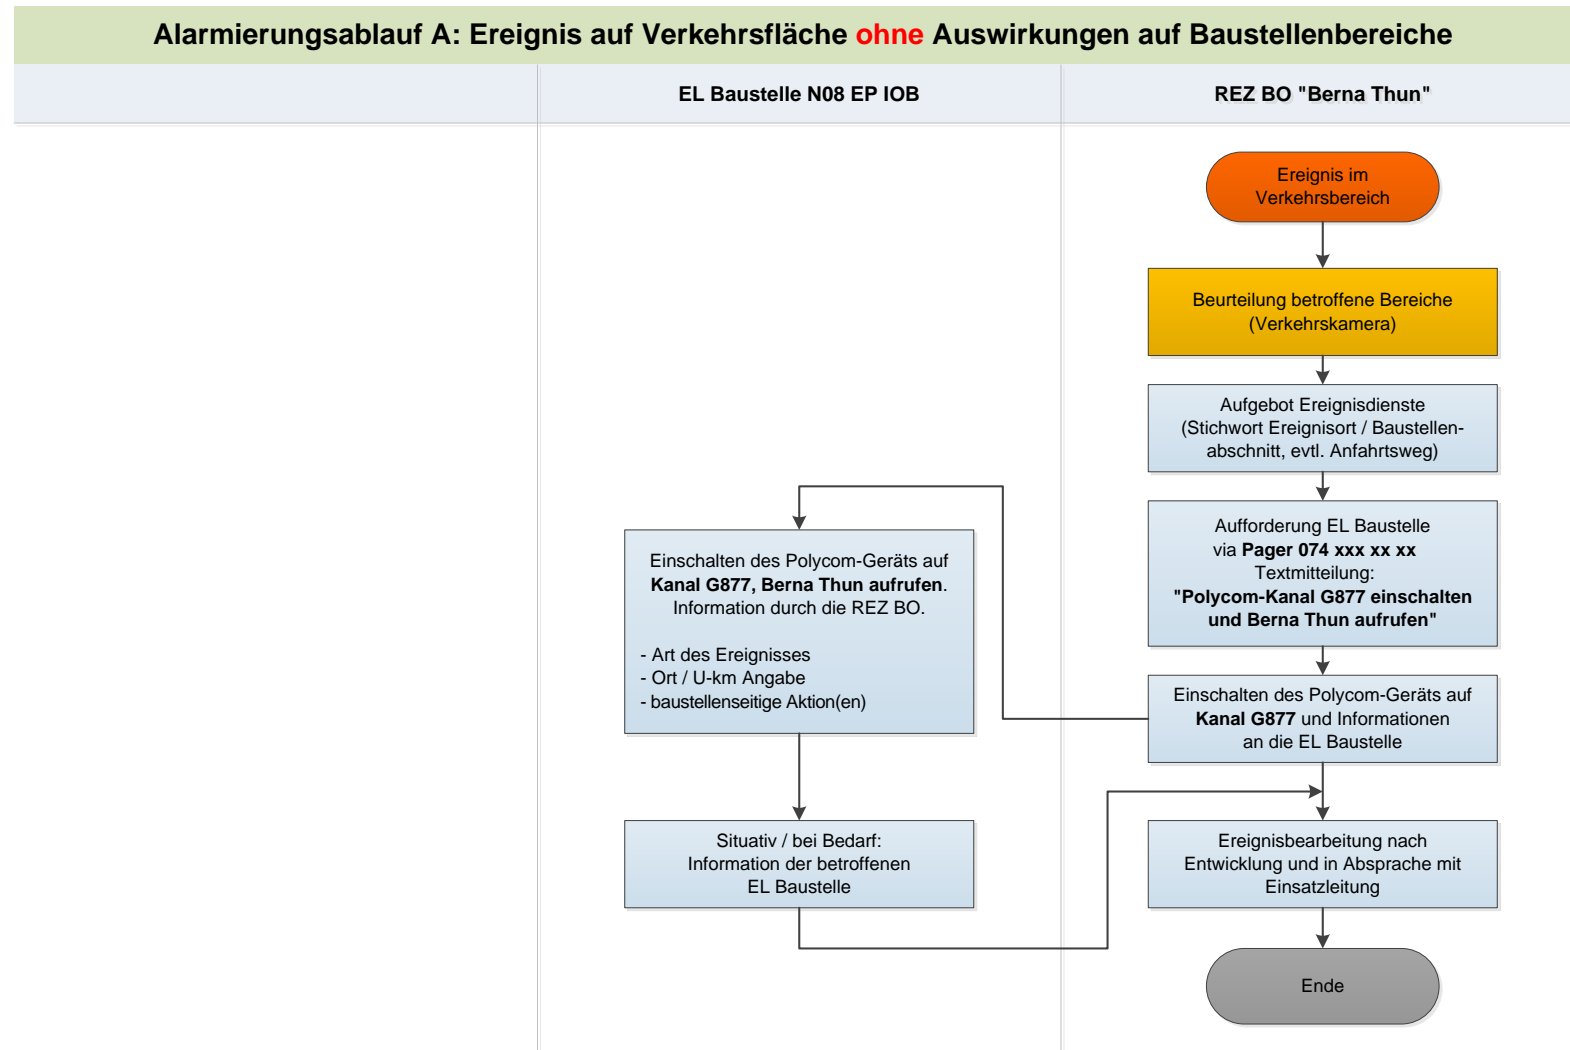 Alarmierungsablauf A: Ereignis auf Verkehrsfläche ohne Auswirkungen auf Baustellenbereiche
EL Baustelle N08 EP IOB
REZ BO "Berna Thun"
Ereignis im
Verkehrsbereich
Beurteilung betroffene Bereiche
(Verkehrskamera)
Aufgebot Ereignisdienste
(Stichwort Ereignisort / Baustellen-
abschnitt, evtl. Anfahrtsweg)
Aufforderung EL Baustelle
via Pager 074 xxx xx xx
Textmitteilung:
"Polycom-Kanal G877 einschalten
und Berna Thun aufrufen"
Einschalten des Polycom-Geräts auf
Kanal G877 und Informationen
an die EL Baustelle
Einschalten des Polycom-Geräts auf
Kanal G877, Berna Thun aufrufen.
Information durch die REZ BO.
- Art des Ereignisses
- Ort / U-km Angabe
- baustellenseitige Aktion(en)
Situativ / bei Bedarf:
Information der betroffenen
EL Baustelle
Ereignisbearbeitung nach
Entwicklung und in Absprache mit
Einsatzleitung
Ende